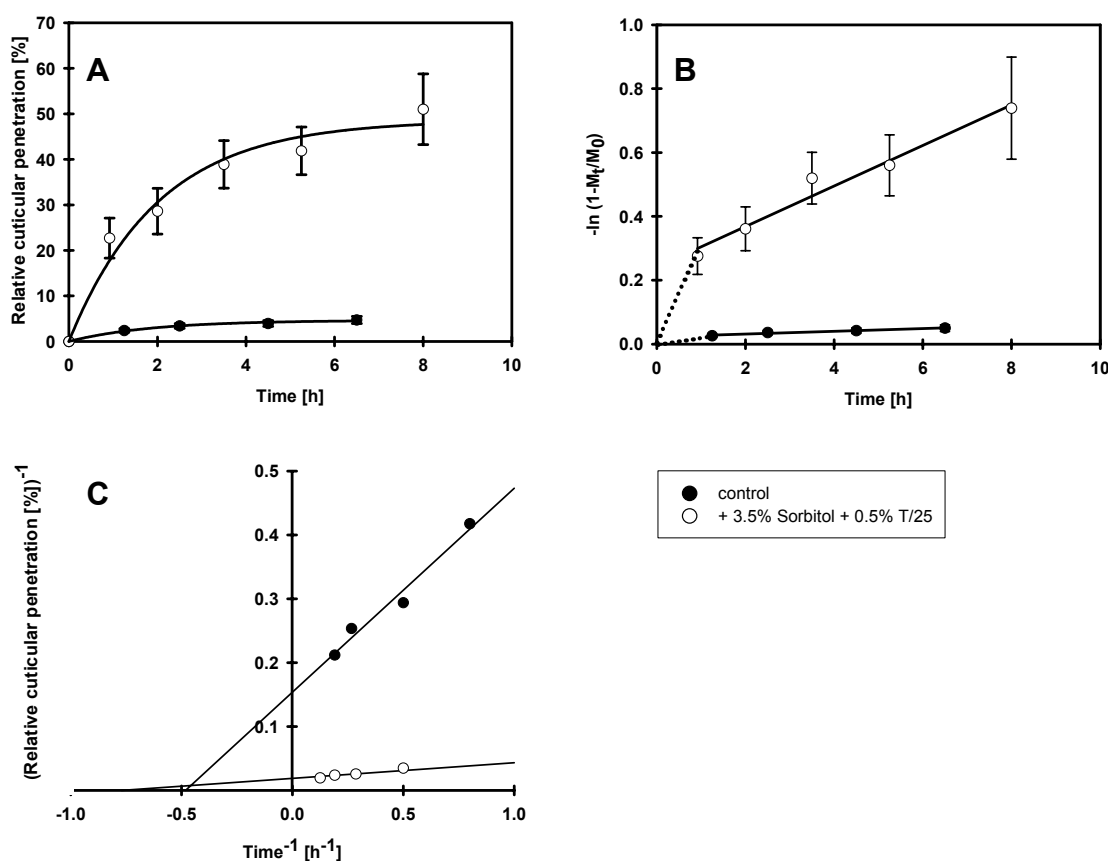 A
Relative cuticular penetration [%]
70
60
50
40
30
20
10
0
0 2 4 6 8 10
Time [h]
B
-ln (1-Mt/M0)
1.0
0.8
0.6
0.4
0.2
0.0
0 2 4 6 8 10
Time [h]
C
(Relative cuticular penetration [%])-1
0.5
0.4
0.3
0.2
0.1
-1.0 -0.5 0.0 0.5 1.0
Time-1 [h-1]
control
+ 3.5% Sorbitol + 0.5% T/25